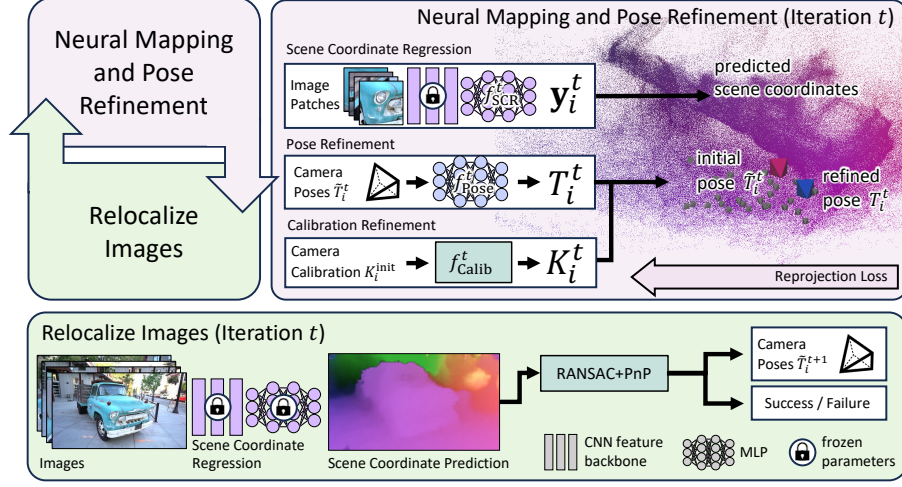 Neural Mapping
and Pose
Refinement
Relocalize
Images
Neural Mapping and Pose Refinement (Iteration t)
Scene Coordinate Regression
Image
Patches
f_SCR^t
y_i^t
predicted
scene coordinates
Pose Refinement
Camera
Poses T̃_i^t
f_Pose^t
T_i^t
initial
pose T̃_i^t
refined
pose T_i^t
Calibration Refinement
Camera
Calibration K_i^init
f_Calib^t
K_i^t
Reprojection Loss
Relocalize Images (Iteration t)
Images
Scene Coordinate
Regression
Scene Coordinate Prediction
RANSAC+PnP
Camera
Poses T̃_i^{t+1}
Success / Failure
CNN feature
backbone
MLP
frozen
parameters